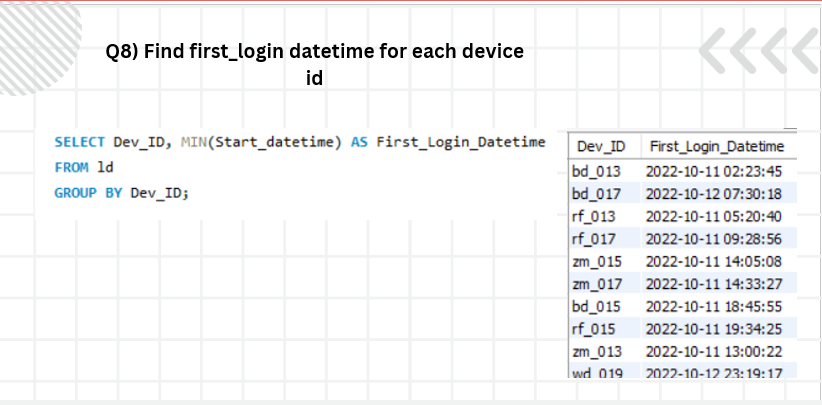 Q8) Find first_login datetime for each device
id
SELECT Dev_ID, MIN(Start_datetime) AS First_Login_Datetime
FROM ld
GROUP BY Dev_ID;
Dev_ID First_Login_Datetime
bd_013 2022-10-11 02:23:45
bd_017 2022-10-12 07:30:18
rf_013 2022-10-11 05:20:40
rf_017 2022-10-11 09:28:56
zm_015 2022-10-11 14:05:08
zm_017 2022-10-11 14:33:27
bd_015 2022-10-11 18:45:55
rf_015 2022-10-11 19:34:25
zm_013 2022-10-11 13:00:22
wd_019 2022-10-12 23:19:17